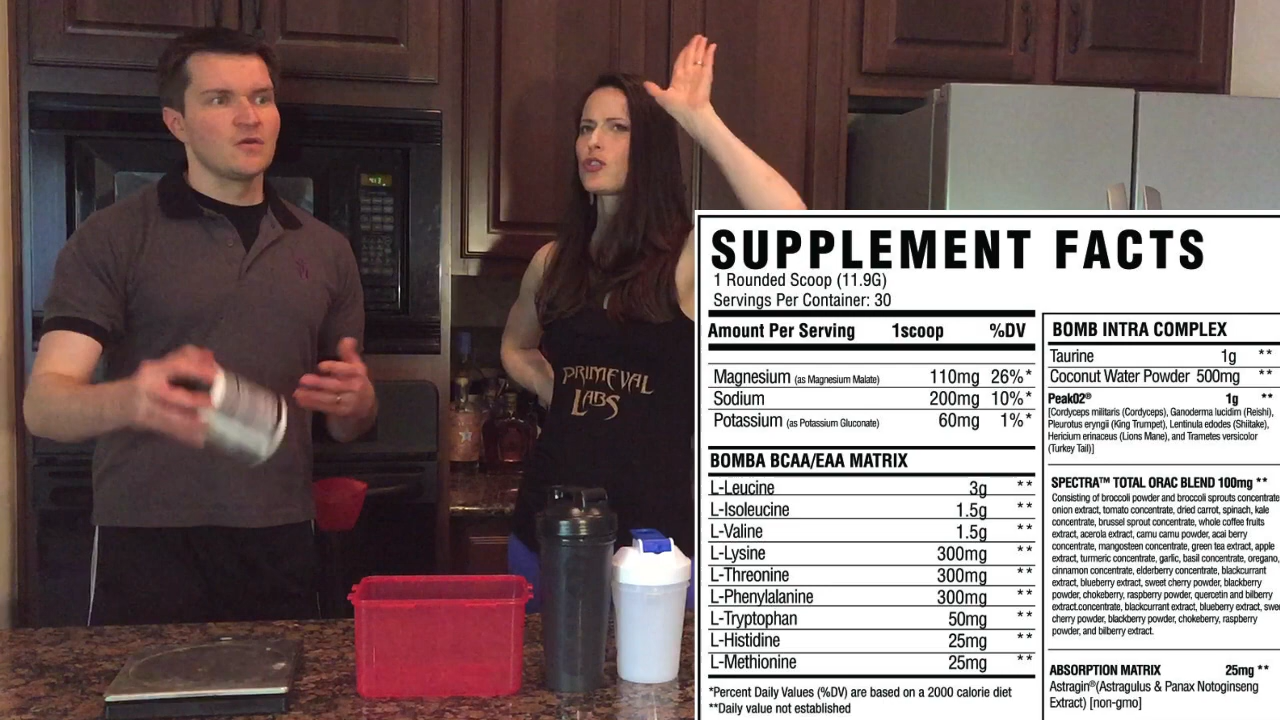 PRIMEVAL
LABS
SUPPLEMENT FACTS
1 Rounded Scoop (11.9G)
Servings Per Container: 30
Amount Per Serving 1scoop %DV
Magnesium (as Magnesium Malate) 110mg 26%*
Sodium 200mg 10%*
Potassium (as Potassium Gluconate) 60mg 1%*
BOMBA BCAA/EAA MATRIX
L-Leucine 3g **
L-Isoleucine 1.5g **
L-Valine 1.5g **
L-Lysine 300mg **
L-Threonine 300mg **
L-Phenylalanine 300mg **
L-Tryptophan 50mg **
L-Histidine 25mg **
L-Methionine 25mg **
*Percent Daily Values (%DV) are based on a 2000 calorie diet
**Daily value not established
BOMB INTRA COMPLEX
Taurine 1g **
Coconut Water Powder 500mg **
PeakO2® 1g **
[Cordyceps militaris (Cordyceps), Ganoderma lucidim (Reishi),
Pleurotus eryngii (King Trumpet), Lentinula edodes (Shiitake),
Hericium erinaceus (Lions Mane), and Trametes versicolor
(Turkey Tail)]
SPECTRA™ TOTAL ORAC BLEND 100mg **
Consisting of broccoli powder and broccoli sprouts concentrate
onion extract, tomato concentrate, dried carrot, spinach, kale
concentrate, brussel sprout concentrate, whole coffee fruits
extract, acerola extract, camu camu powder, acai berry
concentrate, mangosteen concentrate, green tea extract, apple
extract, turmeric concentrate, garlic, basil concentrate, oregano,
cinnamon concentrate, elderberry concentrate, blackcurrant
extract, blueberry extract, sweet cherry powder, blackberry
powder, chokeberry, raspberry powder, quercetin and bilberry
extract.concentrate, blackcurrant extract, blueberry extract, swe
cherry powder, blackberry powder, chokeberry, raspberry
powder, and bilberry extract.
ABSORPTION MATRIX 25mg **
Astragin®(Astragulus & Panax Notoginseng
Extract) [non-gmo]